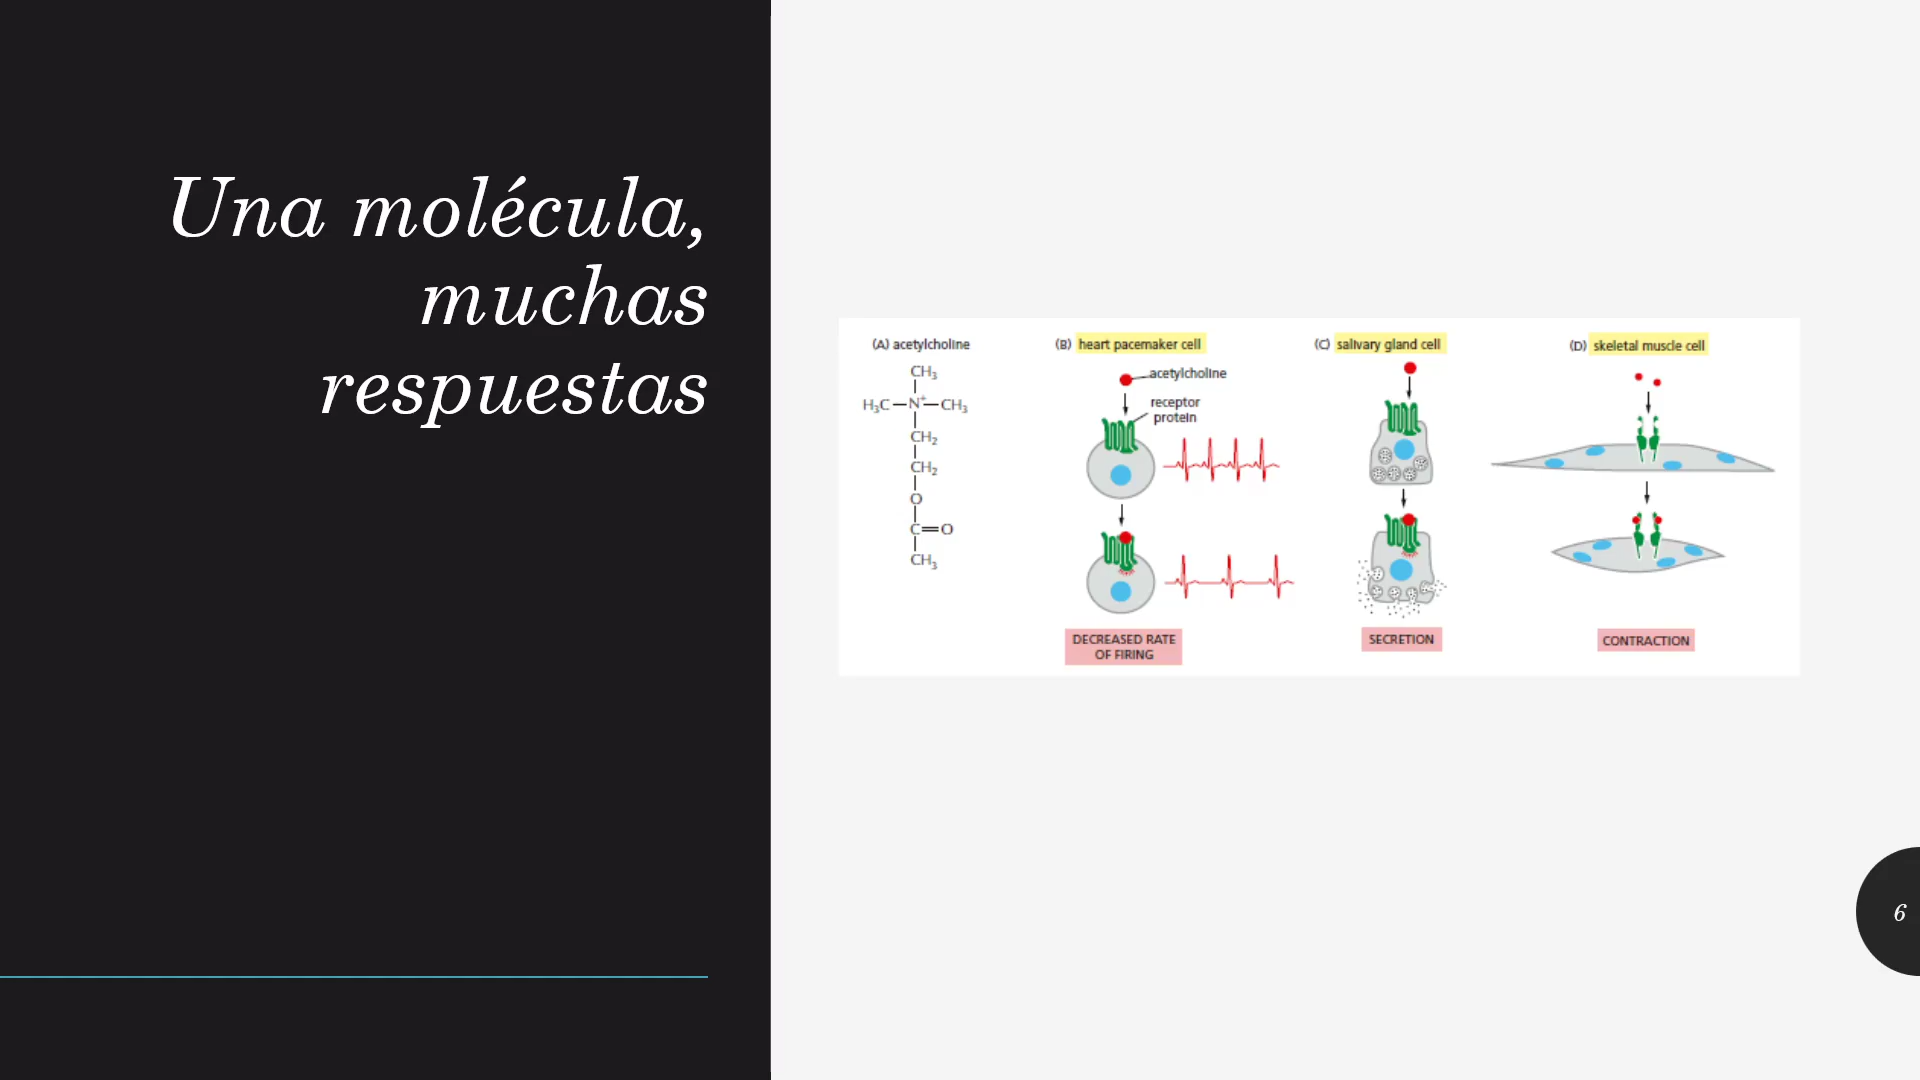 Una molécula,
muchas
respuestas
(A) acetylcholine
CH₃
H₃C—N⁺—CH₃
CH₂
CH₂
O
C=O
CH₃
(B) heart pacemaker cell
acetylcholine
receptor
protein
DECREASED RATE
OF FIRING
(C) salivary gland cell
SECRETION
(D) skeletal muscle cell
CONTRACTION
6